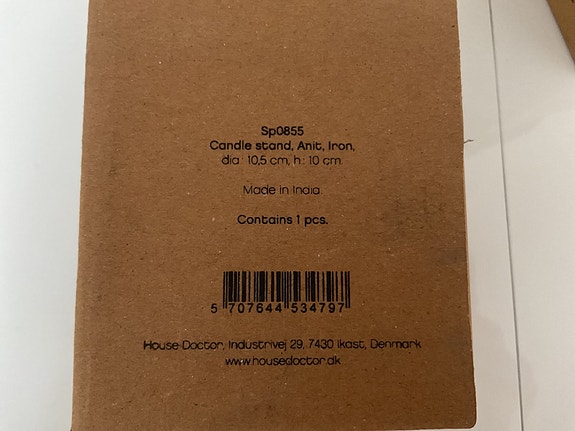 Sp0855
Candle stand, Anit, Iron,
dia: 10,5 cm, h: 10 cm
Made in India
Contains 1 pcs.
5 707644 534797
House Doctor, Industrivej 29, 7430 Ikast, Denmark
www.housedoctor.dk